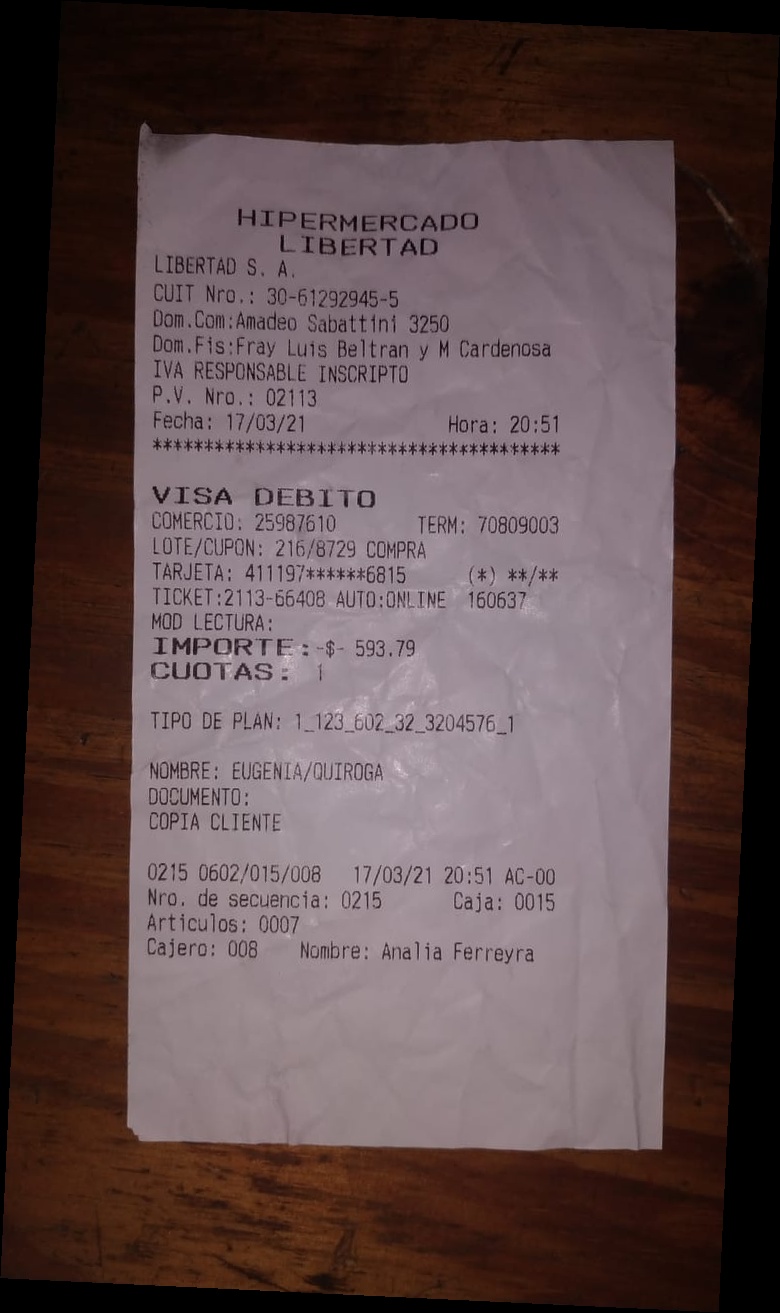 HIPERMERCADO
LIBERTAD
LIBERTAD S. A.
CUIT Nro.: 30-61292945-5
Dom.Com:Amadeo Sabattini 3250
Dom.Fis:Fray Luis Beltran y M Cardenosa
IVA RESPONSABLE INSCRIPTO
P.V. Nro.: 02113
Fecha: 17/03/21 Hora: 20:51
****************************************
VISA DEBITO
COMERCIO: 25987610 TERM: 70809003
LOTE/CUPON: 216/8729 COMPRA
TARJETA: 411197******6815 (*) **/**
TICKET:2113-66408 AUTO:ONLINE 160637
MOD LECTURA:
IMPORTE:-$- 593.79
CUOTAS: 1
TIPO DE PLAN: 1_123_602_32_3204576_1
NOMBRE: EUGENIA/QUIROGA
DOCUMENTO:
COPIA CLIENTE
0215 0602/015/008 17/03/21 20:51 AC-00
Nro. de secuencia: 0215 Caja: 0015
Articulos: 0007
Cajero: 008 Nombre: Analia Ferreyra